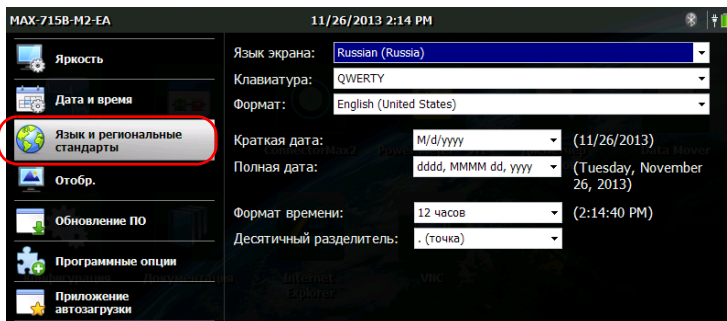 MAX-715B-M2-EA 11/26/2013 2:14 PM
Яркость
Дата и время
Язык и региональные
стандарты
Отобр.
Обновление ПО
Программные опции
Приложение
автозагрузки
Язык экрана: Russian (Russia)
Клавиатура: QWERTY
Формат: English (United States)
Краткая дата: M/d/yyyy (11/26/2013)
Полная дата: dddd, MMMM dd, yyyy (Tuesday, November
26, 2013)
Формат времени: 12 часов (2:14:40 PM)
Десятичный разделитель: . (точка)
Internet
Explorer
VNC